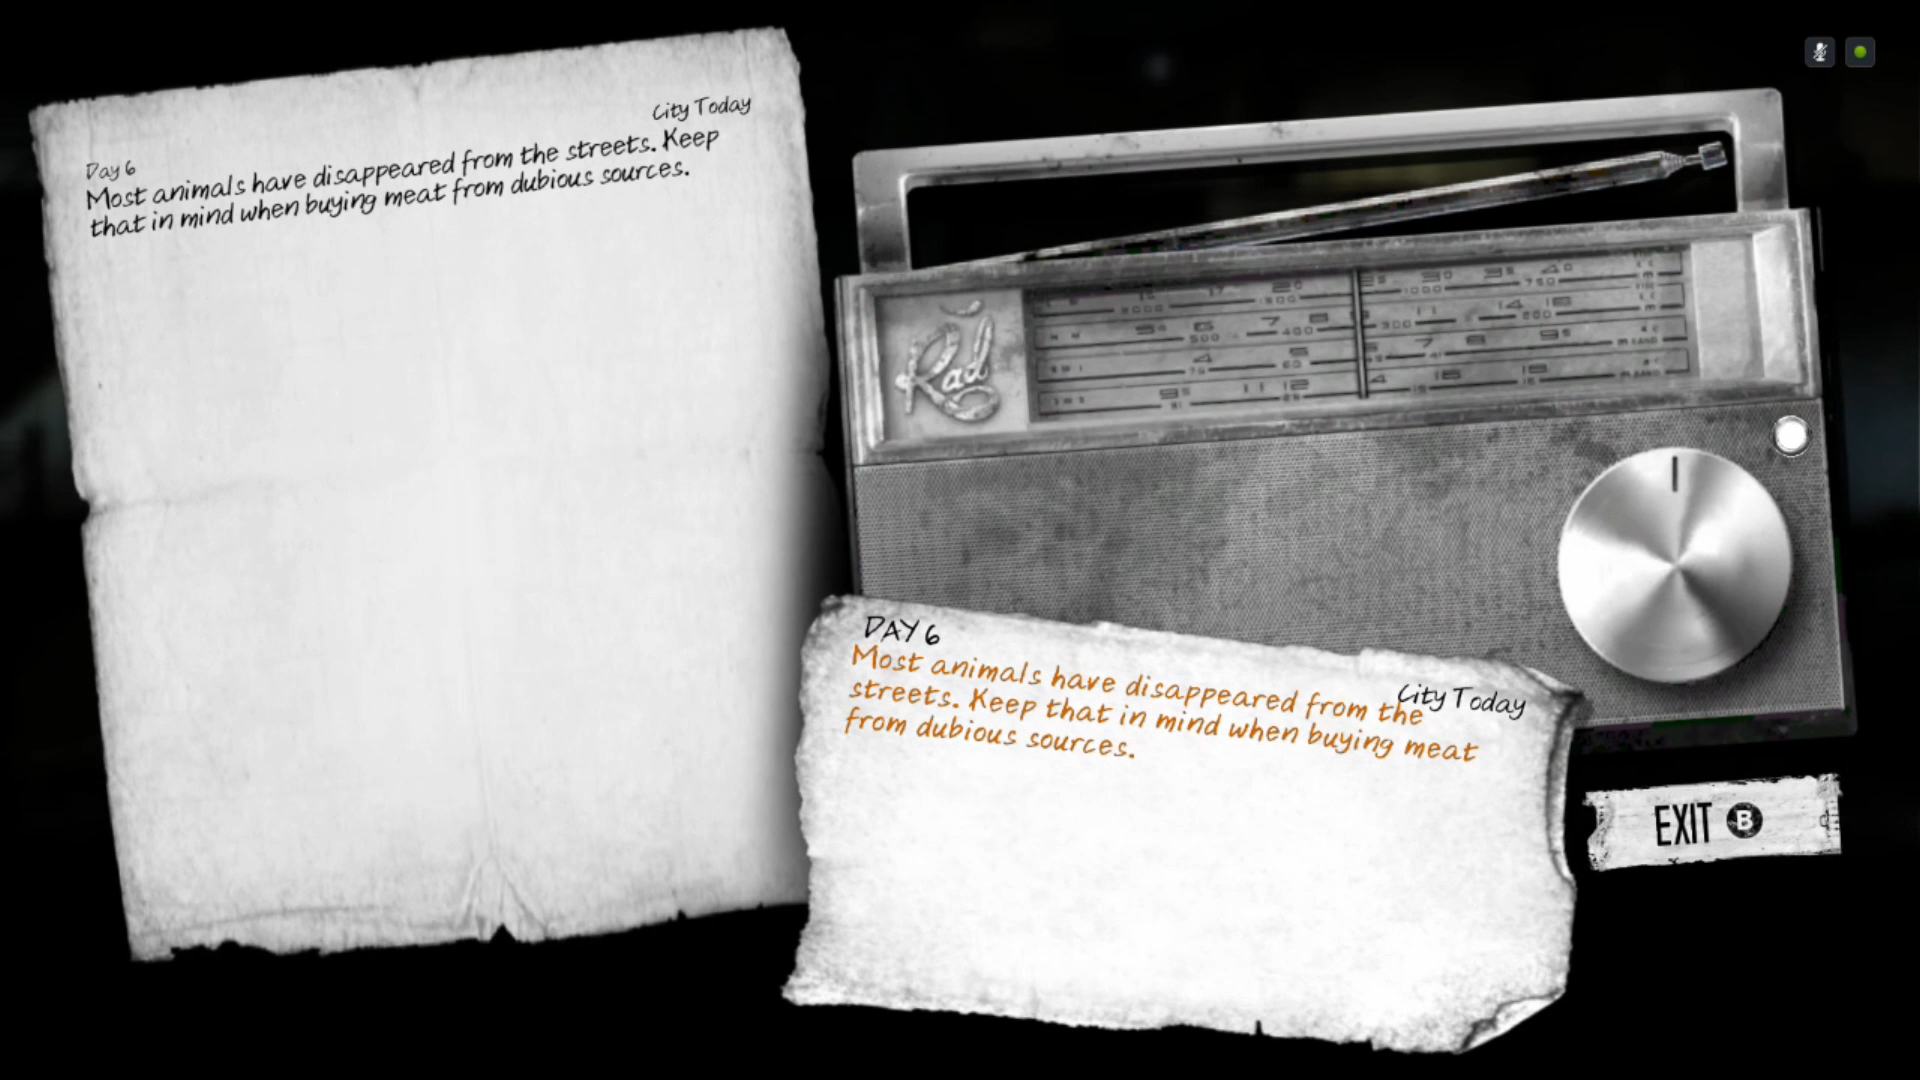 City Today
Day 6
Most animals have disappeared from the streets. Keep
that in mind when buying meat from dubious sources.
Rad
DAY 6
City Today
Most animals have disappeared from the
streets. Keep that in mind when buying meat
from dubious sources.
EXIT B